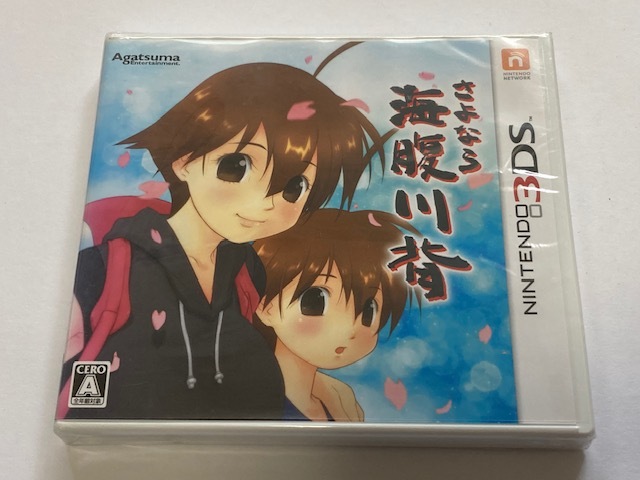 Agatsuma
Entertainment.
さよなら
海腹川背
NINTENDO
NETWORK
NINTENDO 3DS™
CERO
A
全年齢対象